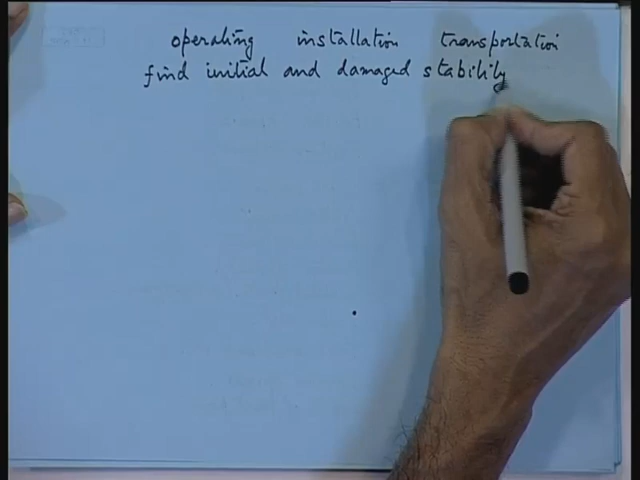 operating installation transportation
find initial and damaged stability